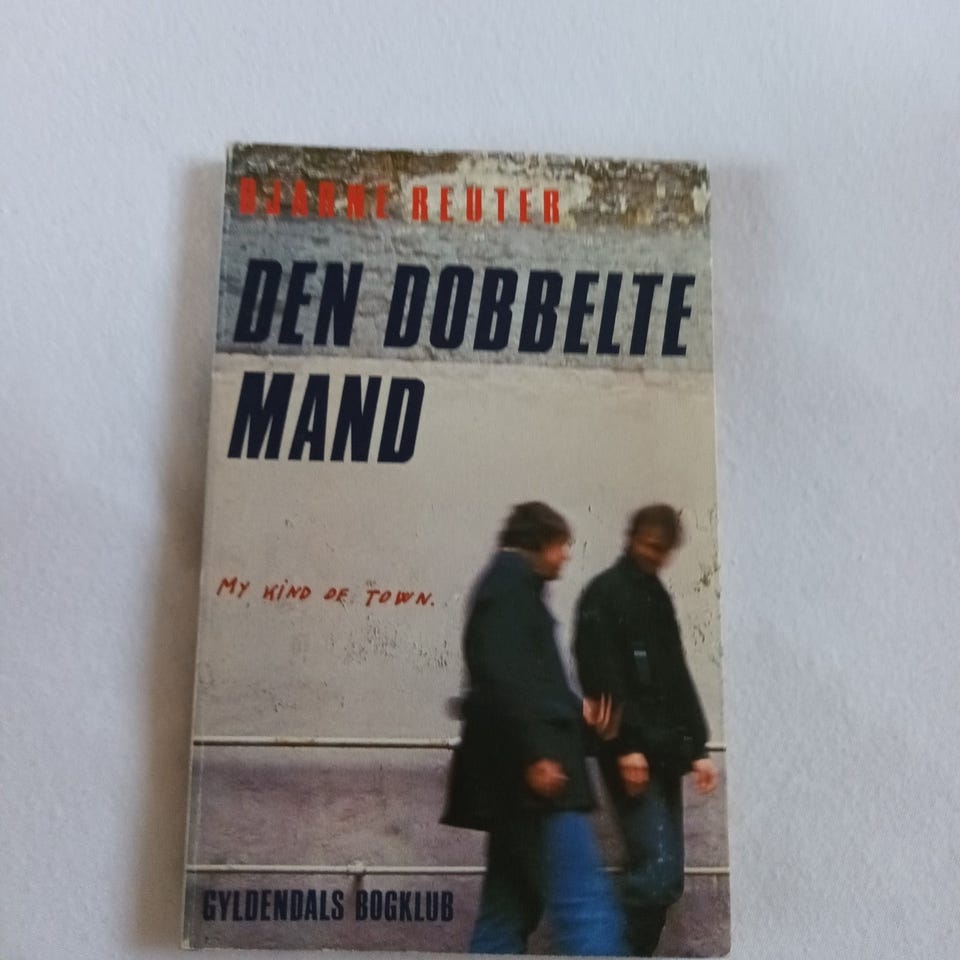 BJARNE REUTER
DEN DOBBELTE
MAND
MY KIND OF TOWN.
GYLDENDALS BOGKLUB